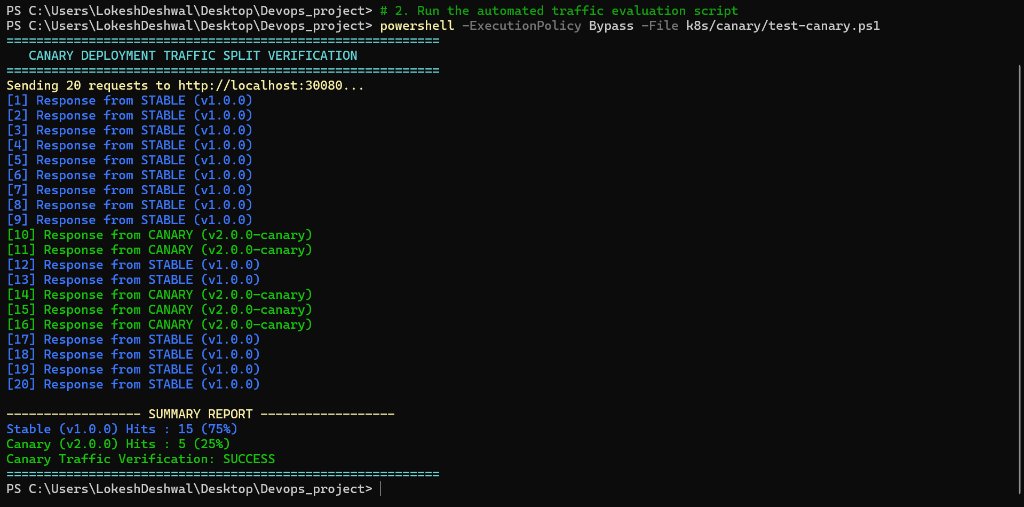 PS C:\Users\LokeshDeshwal\Desktop\Devops_project> # 2. Run the automated traffic evaluation script
PS C:\Users\LokeshDeshwal\Desktop\Devops_project> powershell -ExecutionPolicy Bypass -File k8s/canary/test-canary.ps1
==========================================================
   CANARY DEPLOYMENT TRAFFIC SPLIT VERIFICATION
==========================================================
Sending 20 requests to http://localhost:30080...
[1] Response from STABLE (v1.0.0)
[2] Response from STABLE (v1.0.0)
[3] Response from STABLE (v1.0.0)
[4] Response from STABLE (v1.0.0)
[5] Response from STABLE (v1.0.0)
[6] Response from STABLE (v1.0.0)
[7] Response from STABLE (v1.0.0)
[8] Response from STABLE (v1.0.0)
[9] Response from STABLE (v1.0.0)
[10] Response from CANARY (v2.0.0-canary)
[11] Response from CANARY (v2.0.0-canary)
[12] Response from STABLE (v1.0.0)
[13] Response from STABLE (v1.0.0)
[14] Response from CANARY (v2.0.0-canary)
[15] Response from CANARY (v2.0.0-canary)
[16] Response from CANARY (v2.0.0-canary)
[17] Response from STABLE (v1.0.0)
[18] Response from STABLE (v1.0.0)
[19] Response from STABLE (v1.0.0)
[20] Response from STABLE (v1.0.0)

------------------ SUMMARY REPORT ------------------
Stable (v1.0.0) Hits : 15 (75%)
Canary (v2.0.0) Hits : 5 (25%)
Canary Traffic Verification: SUCCESS
==========================================================
PS C:\Users\LokeshDeshwal\Desktop\Devops_project>